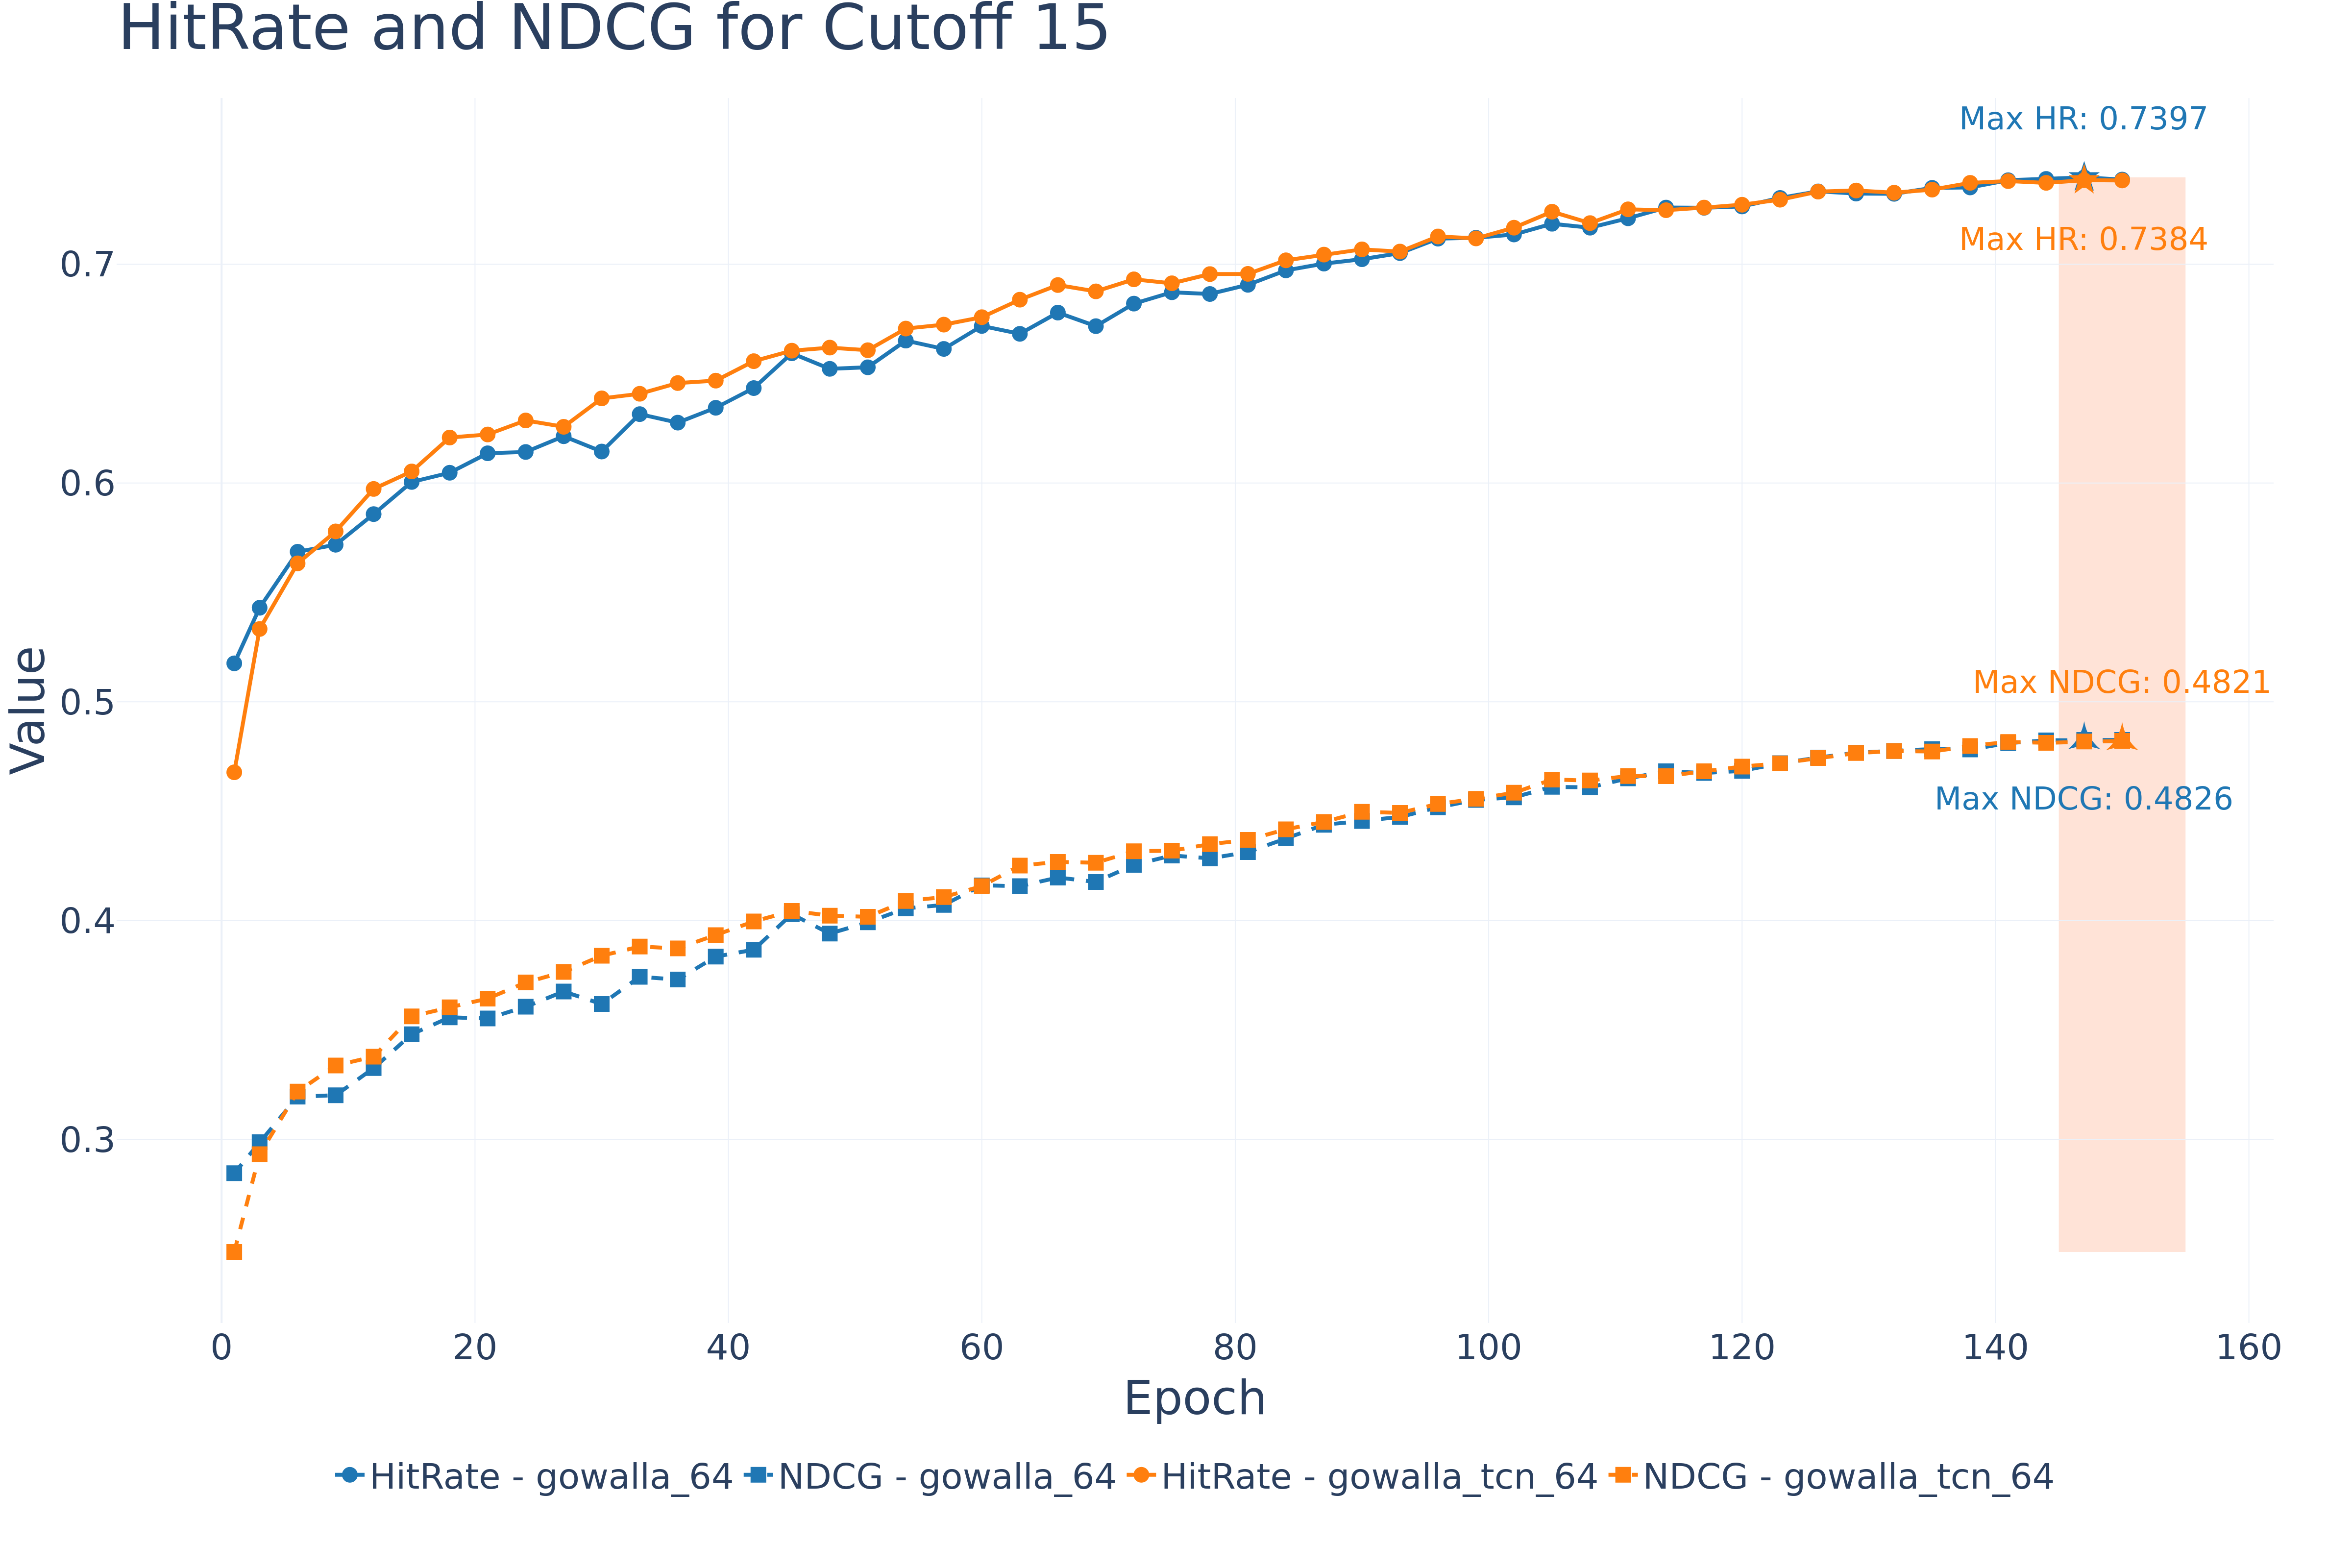 HitRate and NDCG for Cutoff 15
Max HR: 0.7397
Max HR: 0.7384
Max NDCG: 0.4821
Max NDCG: 0.4826
Value
0.7
0.6
0.5
0.4
0.3
0 20 40 60 80 100 120 140 160
Epoch
HitRate - gowalla_64 NDCG - gowalla_64 HitRate - gowalla_tcn_64 NDCG - gowalla_tcn_64